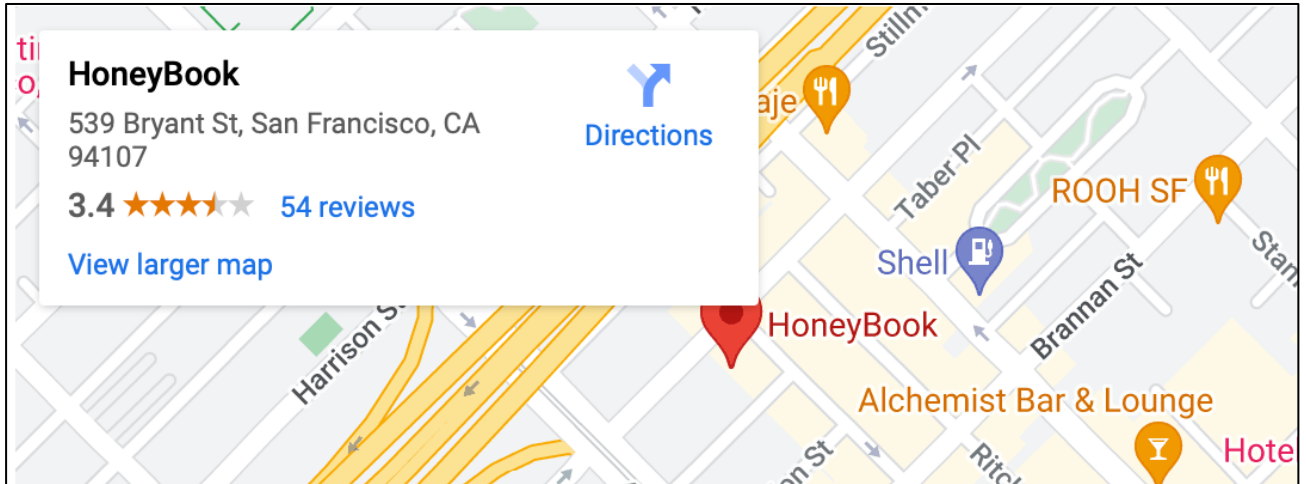 HoneyBook
539 Bryant St, San Francisco, CA
94107
3.4
54 reviews
View larger map
Directions
Taber Pl
ROOH SF
Shell
HoneyBook
Brannan St
Harrison
Alchemist Bar & Lounge